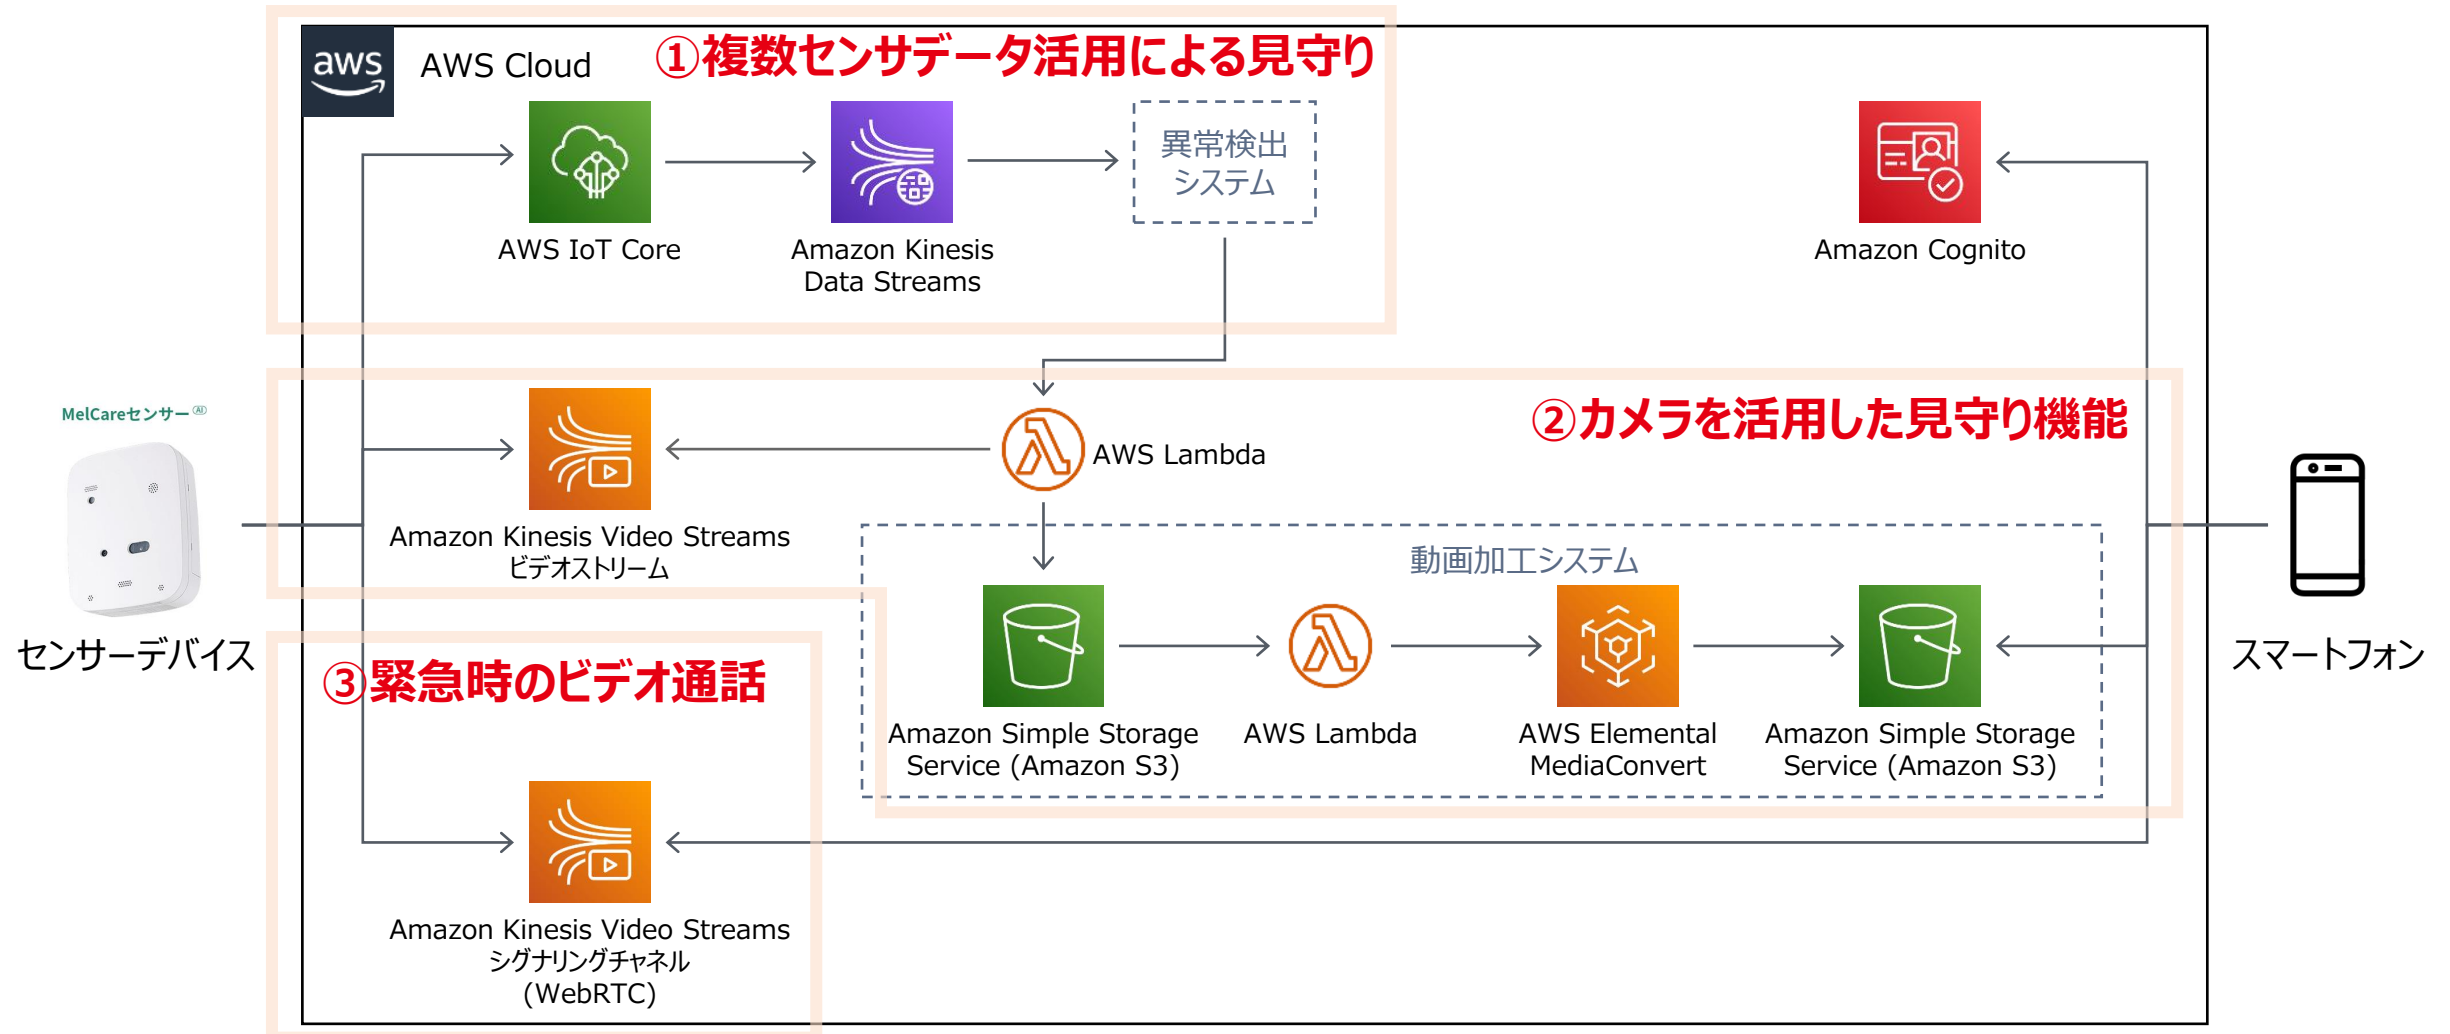 aws
AWS Cloud
①複数センサデータ活用による見守り
AWS IoT Core
Amazon Kinesis
Data Streams
異常検出
システム
Amazon Cognito
MelCareセンサー AI
センサーデバイス
②カメラを活用した見守り機能
Amazon Kinesis Video Streams
ビデオストリーム
AWS Lambda
動画加工システム
Amazon Simple Storage
Service (Amazon S3)
AWS Lambda
AWS Elemental
MediaConvert
Amazon Simple Storage
Service (Amazon S3)
スマートフォン
③緊急時のビデオ通話
Amazon Kinesis Video Streams
シグナリングチャネル
(WebRTC)